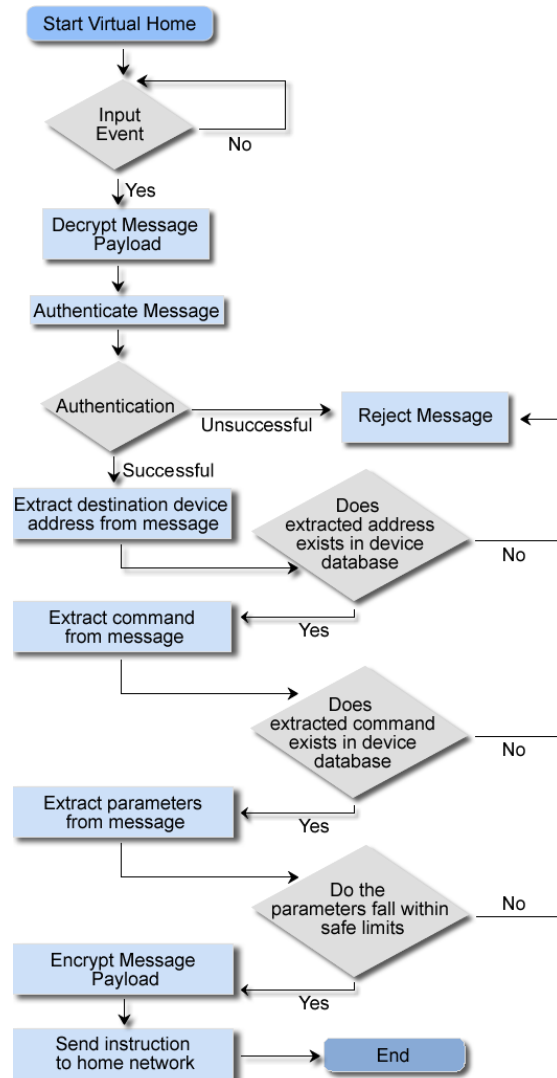 Start Virtual Home
Input
Event
No
Yes
Decrypt Message
Payload
Authenticate Message
Authentication
Unsuccessful
Reject Message
Successful
Extract destination device
address from message
Does
extracted address
exists in device
database
No
Yes
Extract command
from message
Does
extracted command
exists in device
database
No
Yes
Extract parameters
from message
Do the
parameters fall within
safe limits
No
Yes
Encrypt Message
Payload
Send instruction
to home network
End